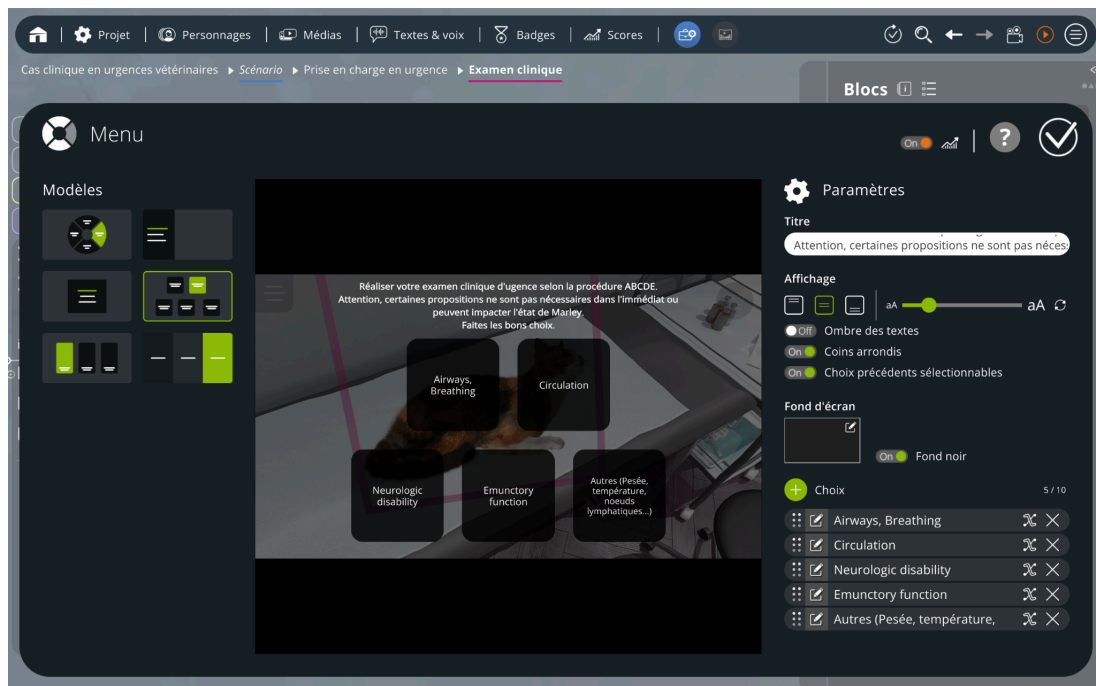 Projet
Personnages
Médias
Textes & voix
Badges
Scores
Cas clinique en urgences vétérinaires ▸ Scénario ▸ Prise en charge en urgence ▸ Examen clinique
Blocs
Menu
On
?
Modèles
Réaliser votre examen clinique d'ugence selon la procédure ABCDE.
Attention, certaines propositions ne sont pas nécessaires dans l'immédiat ou
peuvent impacter l'état de Marley.
Faites les bons choix.
Airways,
Breathing
Circulation
Neurologic
disability
Emunctory
function
Autres (Pesée,
température,
noeuds
lymphatiques...)
Paramètres
Titre
Attention, certaines propositions ne sont pas néces
Affichage
aA
aA
Off Ombre des textes
On Coins arrondis
On Choix précédents sélectionnables
Fond d'écran
On Fond noir
Choix 5/10
Airways, Breathing
Circulation
Neurologic disability
Emunctory function
Autres (Pesée, température,